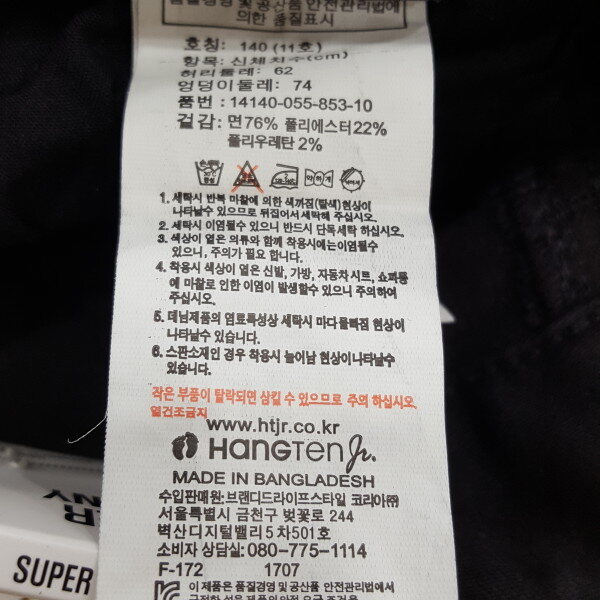 품질경영 및 공산품 안전관리법에
의한 품질표시
호칭: 140 (11호)
항목: 신체치수(cm)
허리둘레: 62
엉덩이둘레: 74
품번: 14140-055-853-10
겉감: 면76% 폴리에스터22%
폴리우레탄 2%
1. 세탁시 반복 마찰에 의한 색까짐(탈색)현상이
나타날수 있으므로 뒤집어서 세탁해 주십시오.
2. 세탁시 이염될수 있으니 반드시 단독세탁 하십시오.
3. 색상이 옅은 의류와 함께 착용시에는이염될수
있으니, 주의가 필요 합니다.
4. 착용시 색상이 옅은 신발, 가방, 자동차시트, 쇼파등
에 마찰로 인한 이염이 발생할수 있으니 주의하여
주십시오.
5. 데님제품의 염료특성상 세탁시 마다 물빠짐 현상이
나타날수 있습니다.
6. 스판소재인 경우 착용시 늘어남 현상이나타날수
있습니다.
작은 부품이 탈락되면 삼킬 수 있으므로 주의 하십시오.
열건조금지
www.htjr.co.kr
HANGTEN Jr.
MADE IN BANGLADESH
수입판매원: 브랜디드라이프스타일 코리아㈜
서울특별시 금천구 벚꽃로 244
벽산디지털밸리 5차501호
소비자 상담실: 080-775-1114
F-172 1707
이 제품은 품질경영 및 공산품 안전관리법에
SUPER